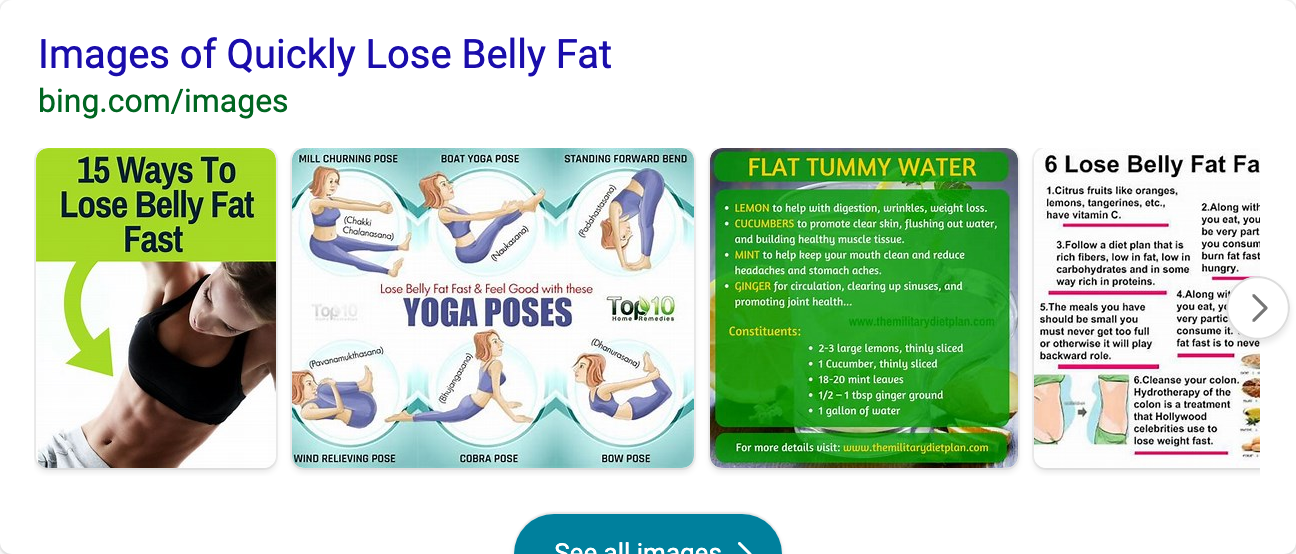 Images of Quickly Lose Belly Fat
bing.com/images
15 Ways To
Lose Belly Fat
Fast
MILL CHURNING POSE
BOAT YOGA POSE
STANDING FORWARD BEND
(Chakki
Chalanasana)
(Naukasana)
(Padahastasana)
Lose Belly Fat Fast & Feel Good with these
YOGA POSES
Top10
Top10
Home Remedies
(Pavanamukthasana)
(Bhujangasana)
(Dhanurasana)
WIND RELIEVING POSE
COBRA POSE
BOW POSE
FLAT TUMMY WATER
• LEMON to help with digestion, wrinkles, weight loss.
• CUCUMBERS to promote clear skin, flushing out water,
and building healthy muscle tissue.
• MINT to help keep your mouth clean and reduce
headaches and stomach aches.
• GINGER for circulation, clearing up sinuses, and
promoting joint health...
www.themilitarydietplan.com
Constituents:
• 2-3 large lemons, thinly sliced
• 1 Cucumber, thinly sliced
• 18-20 mint leaves
• 1/2 – 1 tbsp ginger ground
• 1 gallon of water
For more details visit: www.themilitarydietplan.com
6 Lose Belly Fat Fa
1.Citrus fruits like oranges,
lemons, tangerines, etc.,
have vitamin C.
2.Along with
you eat, you
be very part
you consum
burn fat fast
hungry.
3.Follow a diet plan that is
rich fibers, low in fat, low in
carbohydrates and in some
way rich in proteins.
4.Along wit
you eat, y
very partic
consume it.
fat fast is to neve
5.The meals you have
should be small you
must never get too full
or otherwise it will play
backward role.
6.Cleanse your colon.
Hydrotherapy of the
colon is a treatment
that Hollywood
celebrities use to
lose weight fast.
See all images